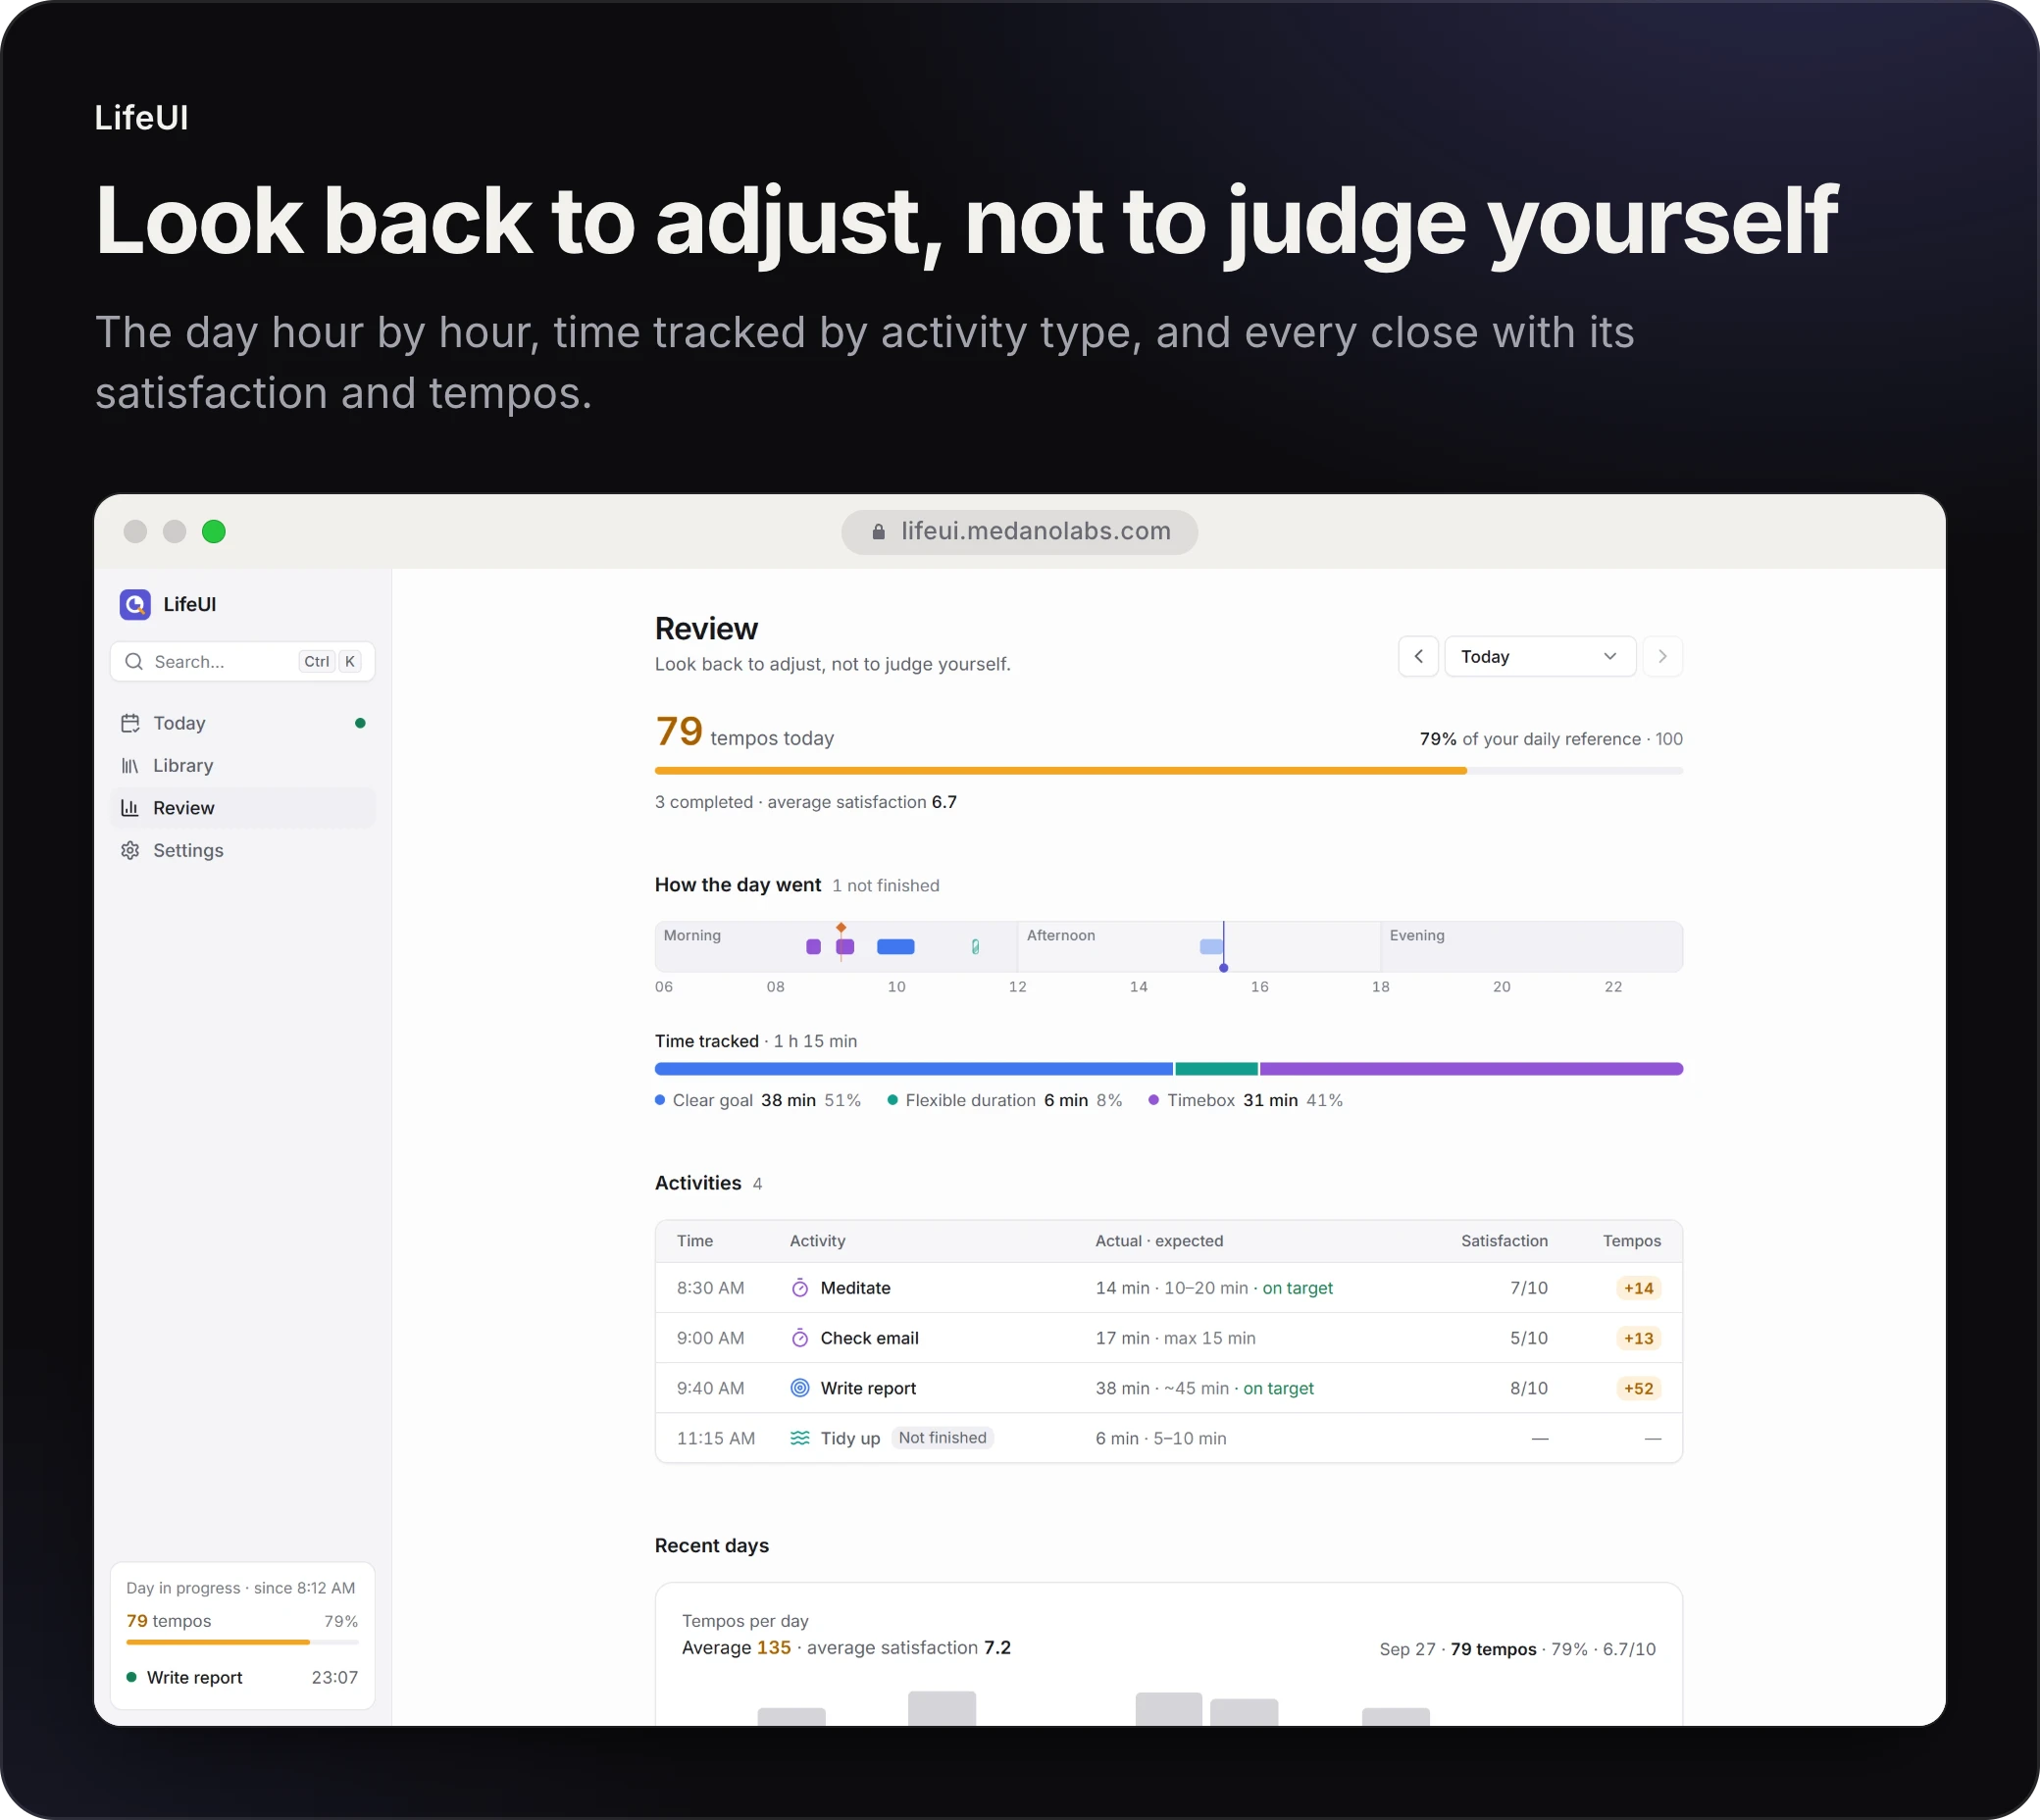 LifeUI
Look back to adjust, not to judge yourself
The day hour by hour, time tracked by activity type, and every close with its
satisfaction and tempos.
lifeui.medanolabs.com
LifeUI
Search... Ctrl K
Today
Library
Review
Settings
Day in progress · since 8:12 AM
79 tempos 79%
Write report 23:07
Review
Look back to adjust, not to judge yourself.
Today
79 tempos today 79% of your daily reference · 100
3 completed · average satisfaction 6.7
How the day went 1 not finished
Morning Afternoon Evening
06 08 10 12 14 16 18 20 22
Time tracked · 1 h 15 min
Clear goal 38 min 51% Flexible duration 6 min 8% Timebox 31 min 41%
Activities 4
Time Activity Actual · expected Satisfaction Tempos
8:30 AM Meditate 14 min · 10–20 min · on target 7/10 +14
9:00 AM Check email 17 min · max 15 min 5/10 +13
9:40 AM Write report 38 min · ~45 min · on target 8/10 +52
11:15 AM Tidy up Not finished 6 min · 5–10 min — —
Recent days
Tempos per day
Average 135 · average satisfaction 7.2 Sep 27 · 79 tempos · 79% · 6.7/10